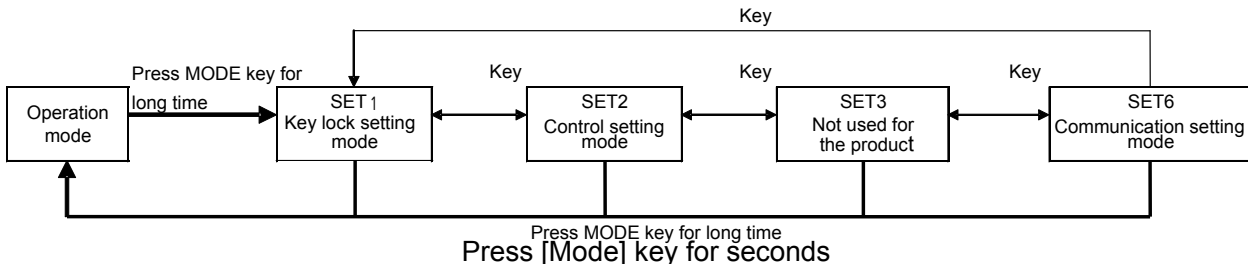 Key
Press MODE key for
long time
Key
Key
Key
Operation
mode
SET1
Key lock setting
mode
SET2
Control setting
mode
SET3
Not used for
the product
SET6
Communication setting
mode
Press MODE key for long time
Press [Mode] key for seconds